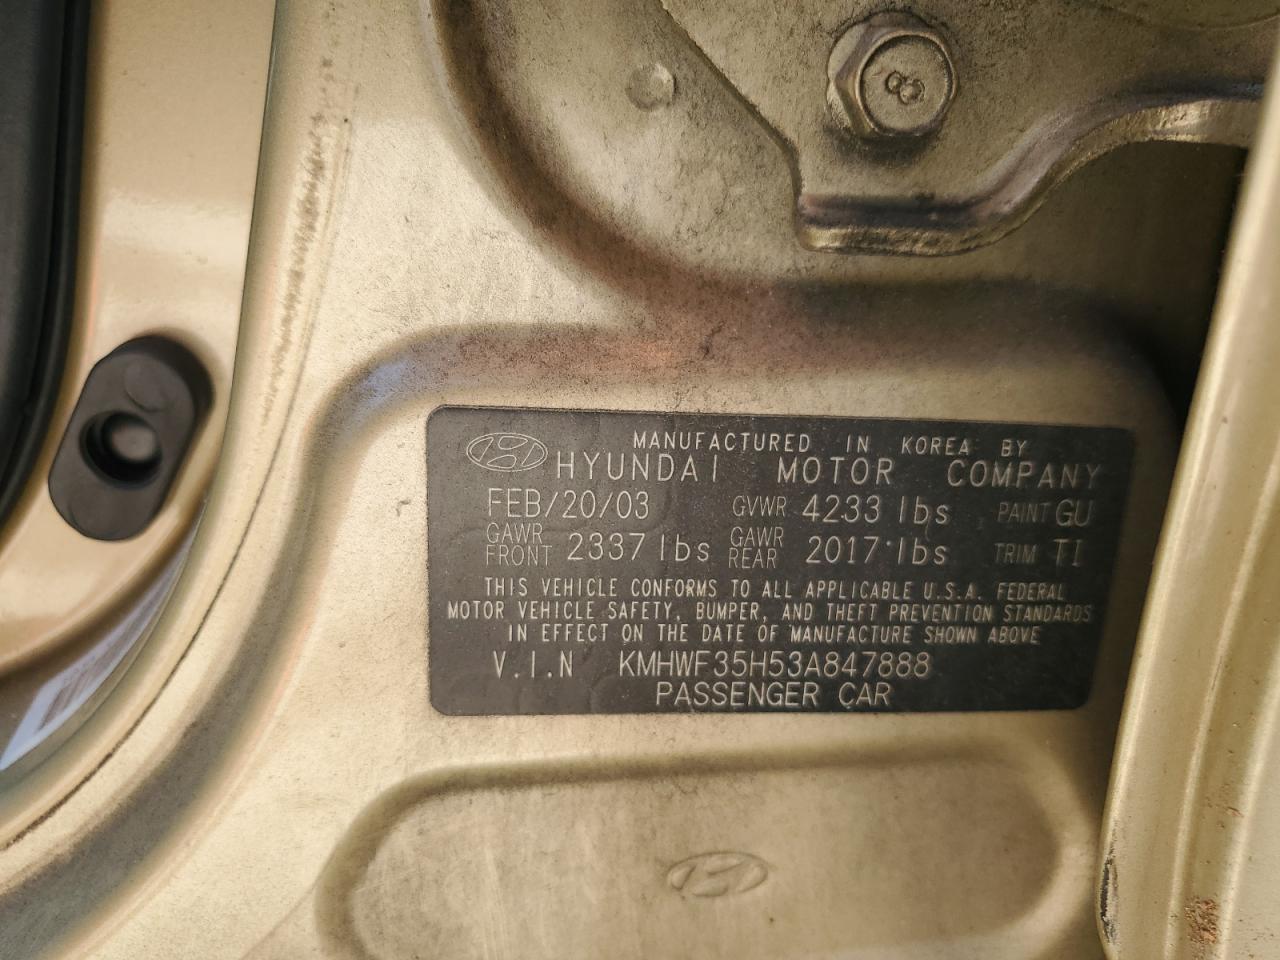 8
MANUFACTURED IN KOREA BY
HYUNDAI MOTOR COMPANY
FEB/20/03 GVWR 4233 lbs PAINT GU
GAWR FRONT 2337 lbs GAWR REAR 2017 lbs TRIM TI
THIS VEHICLE CONFORMS TO ALL APPLICABLE U.S.A. FEDERAL
MOTOR VEHICLE SAFETY, BUMPER, AND THEFT PREVENTION STANDARDS
IN EFFECT ON THE DATE OF MANUFACTURE SHOWN ABOVE
V.I.N KMHWF35H53A847888
PASSENGER CAR